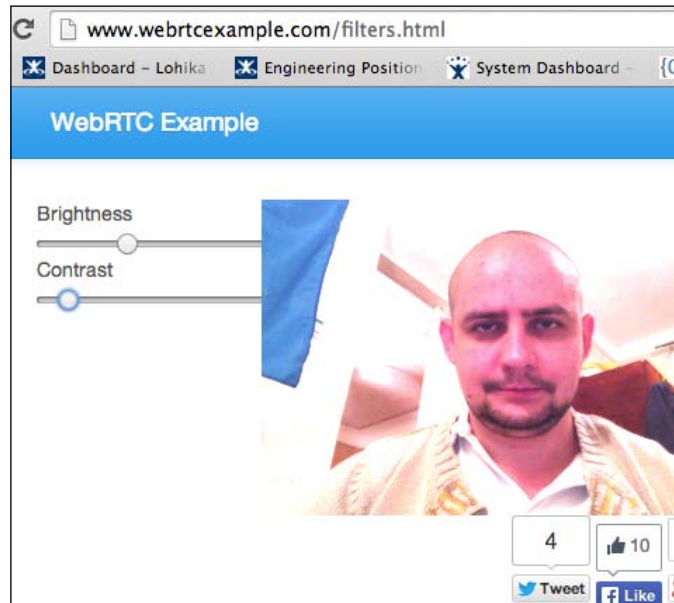 www.webrtcexample.com/filters.html
Dashboard – Lohika
Engineering Position
System Dashboard –
WebRTC Example
Brightness
Contrast
4
10
Tweet
Like